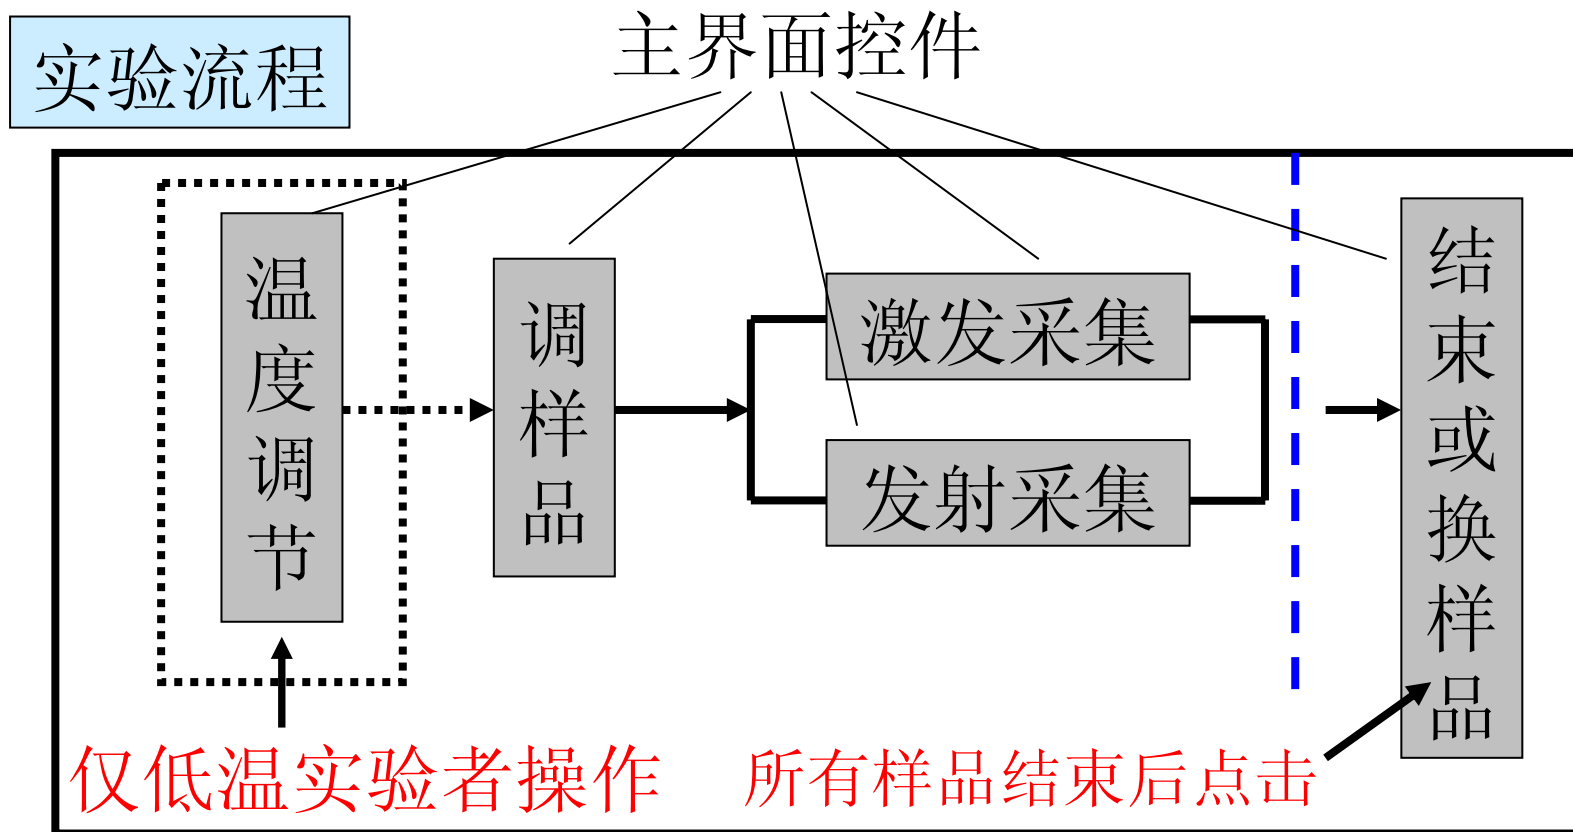 主界面控件
实验流程
温度调节
调样品
激发采集
发射采集
结束或换样品
仅低温实验者操作
所有样品结束后点击